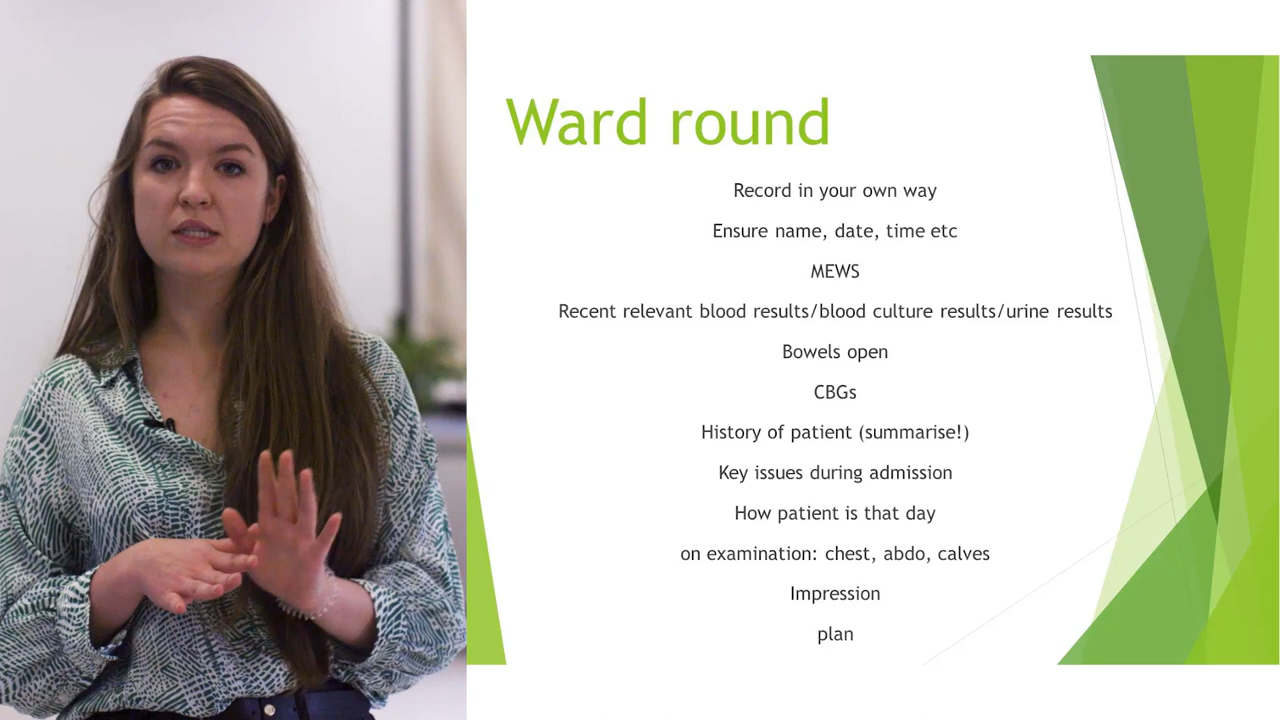 Ward round
Record in your own way
Ensure name, date, time etc
MEWS
Recent relevant blood results/blood culture results/urine results
Bowels open
CBGs
History of patient (summarise!)
Key issues during admission
How patient is that day
on examination: chest, abdo, calves
Impression
plan